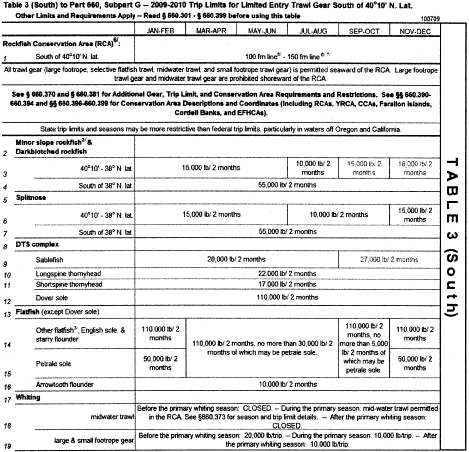 Table 3 (South) to Part 660, Subpart G -- 2009-2010 Trip Limits for Limited Entry Trawl Gear South of 40°10' N. Lat.
Other Limits and Requirements Apply -- Read § 660.301 - § 660.399 before using this table
100709
JAN-FEB MAR-APR MAY-JUN JUL-AUG SEP-OCT NOV-DEC
Rockfish Conservation Area (RCA)6/:
1 South of 40°10' N. lat. 100 fm line6/ - 150 fm line
All trawl gear (large footrope, selective flatfish trawl, midwater trawl, and small footrope trawl gear) is permitted seaward of the RCA. Large footrope
trawl gear and midwater trawl gear are prohibited shoreward of the RCA.
See § 660.370 and § 660.381 for Additional Gear, Trip Limit, and Conservation Area Requirements and Restrictions. See §§ 660.390-
660.394 and §§ 660.396-660.399 for Conservation Area Descriptions and Coordinates (including RCAs, YRCA, CCAs, Farallon Islands,
Cordell Banks, and EFHCAs).
State trip limits and seasons may be more restrictive than federal trip limits, particularly in waters off Oregon and California.
2 Minor slope rockfish2/ &
Darkblotched rockfish
3 40°10' - 38° N. lat. 15,000 lb/ 2 months 10,000 lb/ 2 months 15,000 lb/ 2 months 18,000 lb/ 2 months
4 South of 38° N. lat. 55,000 lb/ 2 months
5 Splitnose
6 40°10' - 38° N. lat. 15,000 lb/ 2 months 10,000 lb/ 2 months 15,000 lb/ 2 months
7 South of 38° N. lat. 55,000 lb/ 2 months
8 DTS complex
9 Sablefish 20,000 lb/ 2 months 27,000 lb/ 2 months
10 Longspine thornyhead 22,000 lb/ 2 months
11 Shortspine thornyhead 17,000 lb/ 2 months
12 Dover sole 110,000 lb/ 2 months
13 Flatfish (except Dover sole)
14 Other flatfish3/, English sole, &
starry flounder
110,000 lb/ 2 months
110,000 lb/ 2 months, no more than 30,000 lb/ 2
months of which may be petrale sole.
110,000 lb/ 2
months, no
more than 5,000
lb/ 2 months of
which may be
petrale sole
110,000 lb/ 2 months
15 Petrale sole 50,000 lb/ 2 months 50,000 lb/ 2 months
16 Arrowtooth flounder 10,000 lb/ 2 months
17 Whiting
18 midwater trawl
Before the primary whiting season: CLOSED. -- During the primary season: mid-water trawl permitted
in the RCA. See §660.373 for season and trip limit details. -- After the primary whiting season:
CLOSED.
19 large & small footrope gear
Before the primary whiting season: 20,000 lb/trip. -- During the primary season: 10,000 lb/trip. -- After
the primary whiting season: 10,000 lb/trip.
TABLE 3 (South)